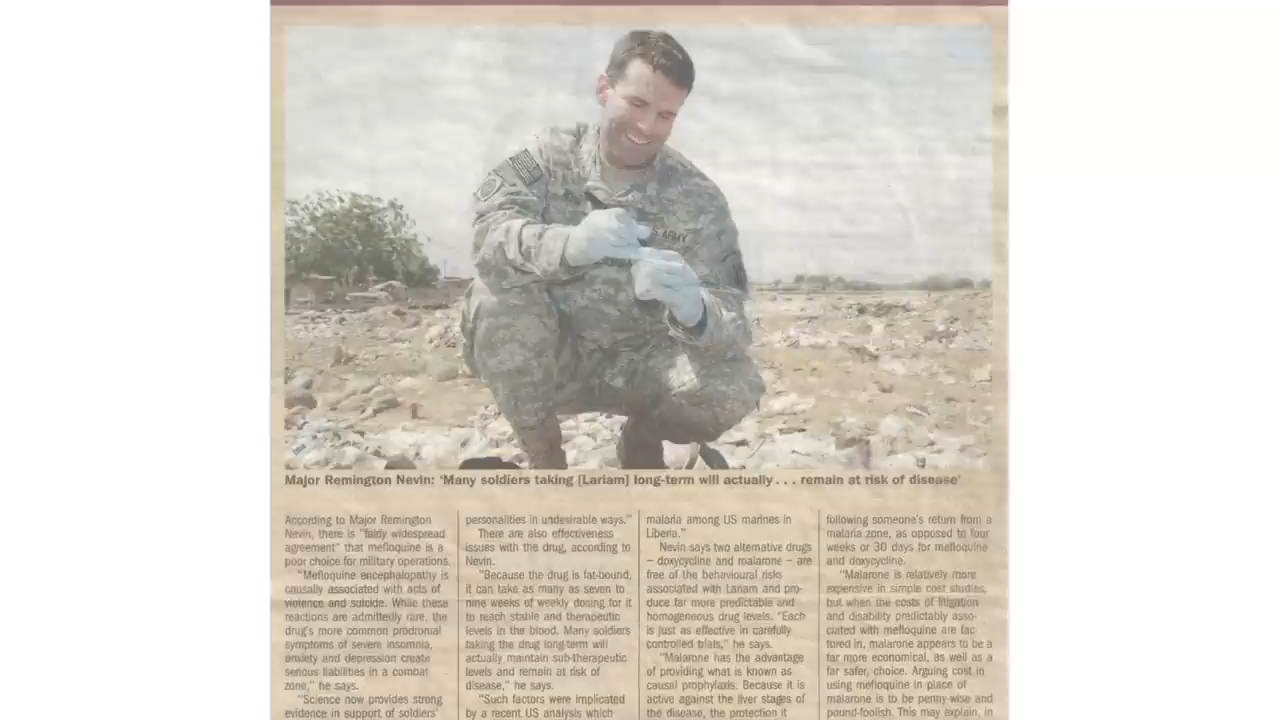 U.S. ARMY
Major Remington Nevin: ‘Many soldiers taking [Lariam] long-term will actually . . . remain at risk of disease’
According to Major Remington
Nevin, there is “fairly widespread
agreement” that mefloquine is a
poor choice for military operations.
“Mefloquine encephalopathy is
causally associated with acts of
violence and suicide. While these
reactions are admittedly rare, the
drug’s more common prodromal
symptoms of severe insomnia,
anxiety and depression create
serious liabilities in a combat
zone,” he says.
“Science now provides strong
evidence in support of soldiers’
personalities in undesirable ways.”
There are also effectiveness
issues with the drug, according to
Nevin.
“Because the drug is fat-bound,
it can take as many as seven to
nine weeks of weekly dosing for it
to reach stable and therapeutic
levels in the blood. Many soldiers
taking the drug long-term will
actually maintain sub-therapeutic
levels and remain at risk of
disease,” he says.
“Such factors were implicated
by a recent US analysis which
malaria among US marines in
Liberia.”
Nevin says two alternative drugs
– doxycycline and malarone – are
free of the behavioural risks
associated with Lariam and pro-
duce far more predictable and
homogeneous drug levels. “Each
is just as effective in carefully
controlled trials,” he says.
“Malarone has the advantage
of providing what is known as
causal prophylaxis. Because it is
active against the liver stages of
the disease, the protection it
following someone’s return from a
malaria zone, as opposed to four
weeks or 30 days for mefloquine
and doxycycline.
“Malarone is relatively more
expensive in simple cost studies,
but when the costs of litigation
and disability predictably asso-
ciated with mefloquine are fac-
tored in, malarone appears to be a
far more economical, as well as a
far safer, choice. Arguing cost in
using mefloquine in place of
malarone is to be penny-wise and
pound-foolish. This may explain, in